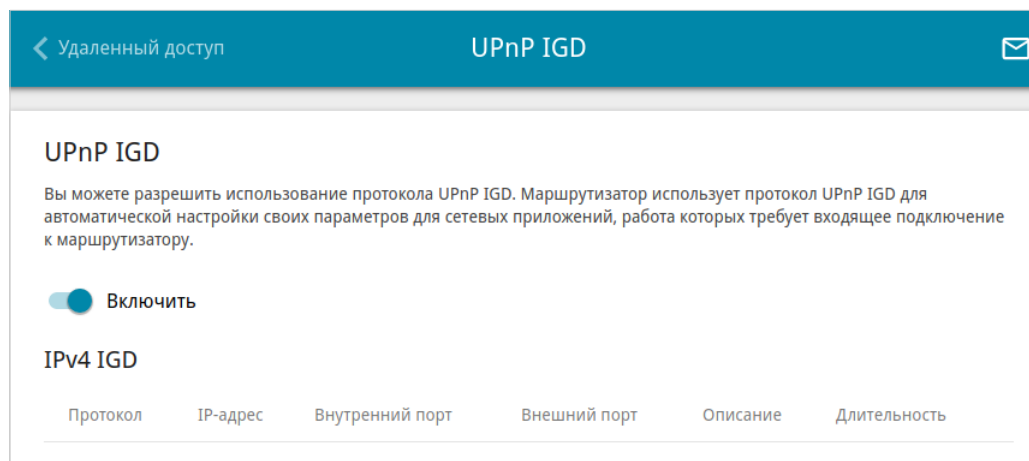 Удаленный доступ
UPnP IGD
UPnP IGD
Вы можете разрешить использование протокола UPnP IGD. Маршрутизатор использует протокол UPnP IGD для
автоматической настройки своих параметров для сетевых приложений, работа которых требует входящее подключение
к маршрутизатору.
Включить
IPv4 IGD
Протокол IP-адрес Внутренний порт Внешний порт Описание Длительность